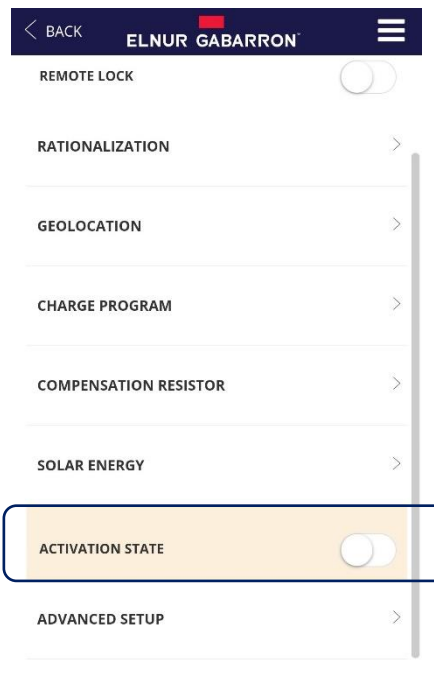 < BACK
ELNUR GABARRON
REMOTE LOCK
RATIONALIZATION
GEOLOCATION
CHARGE PROGRAM
COMPENSATION RESISTOR
SOLAR ENERGY
ACTIVATION STATE
ADVANCED SETUP